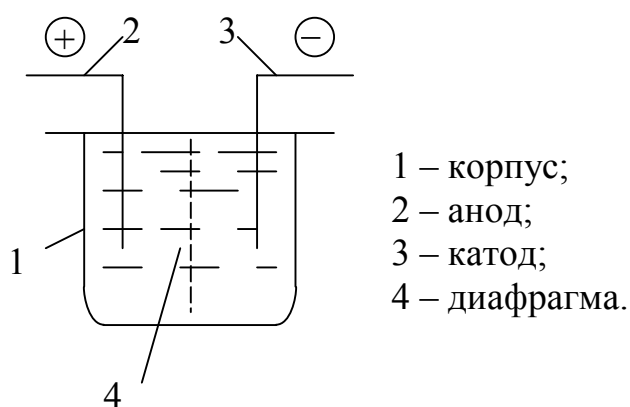 + 2 3 −
1 – корпус;
2 – анод;
3 – катод;
4 – диафрагма.
1
4